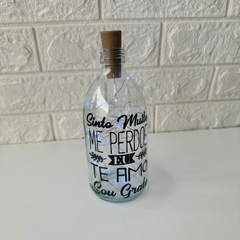 Sinto Muito
ME PERDOE
EU
TE AMO
Sou Grato